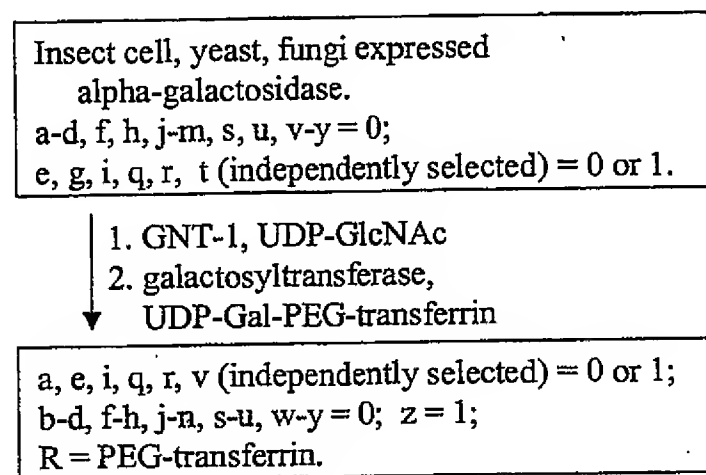 Insect cell, yeast, fungi expressed
alpha-galactosidase.
a-d, f, h, j-m, s, u, v-y = 0;
e, g, i, q, r, t (independently selected) = 0 or 1.
1. GNT-1, UDP-GlcNAc
2. galactosyltransferase,
UDP-Gal-PEG-transferrin
a, e, i, q, r, v (independently selected) = 0 or 1;
b-d, f-h, j-n, s-u, w-y = 0; z = 1;
R = PEG-transferrin.